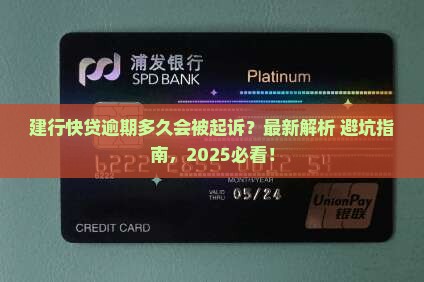 浦发银行
SPD BANK
Platinum
建行快贷逾期多久会被起诉？最新解析 避坑指
南，2025必看！
MONTH/YEAR
VALID THRU 05/24
CREDIT CARD
UnionPay
银联